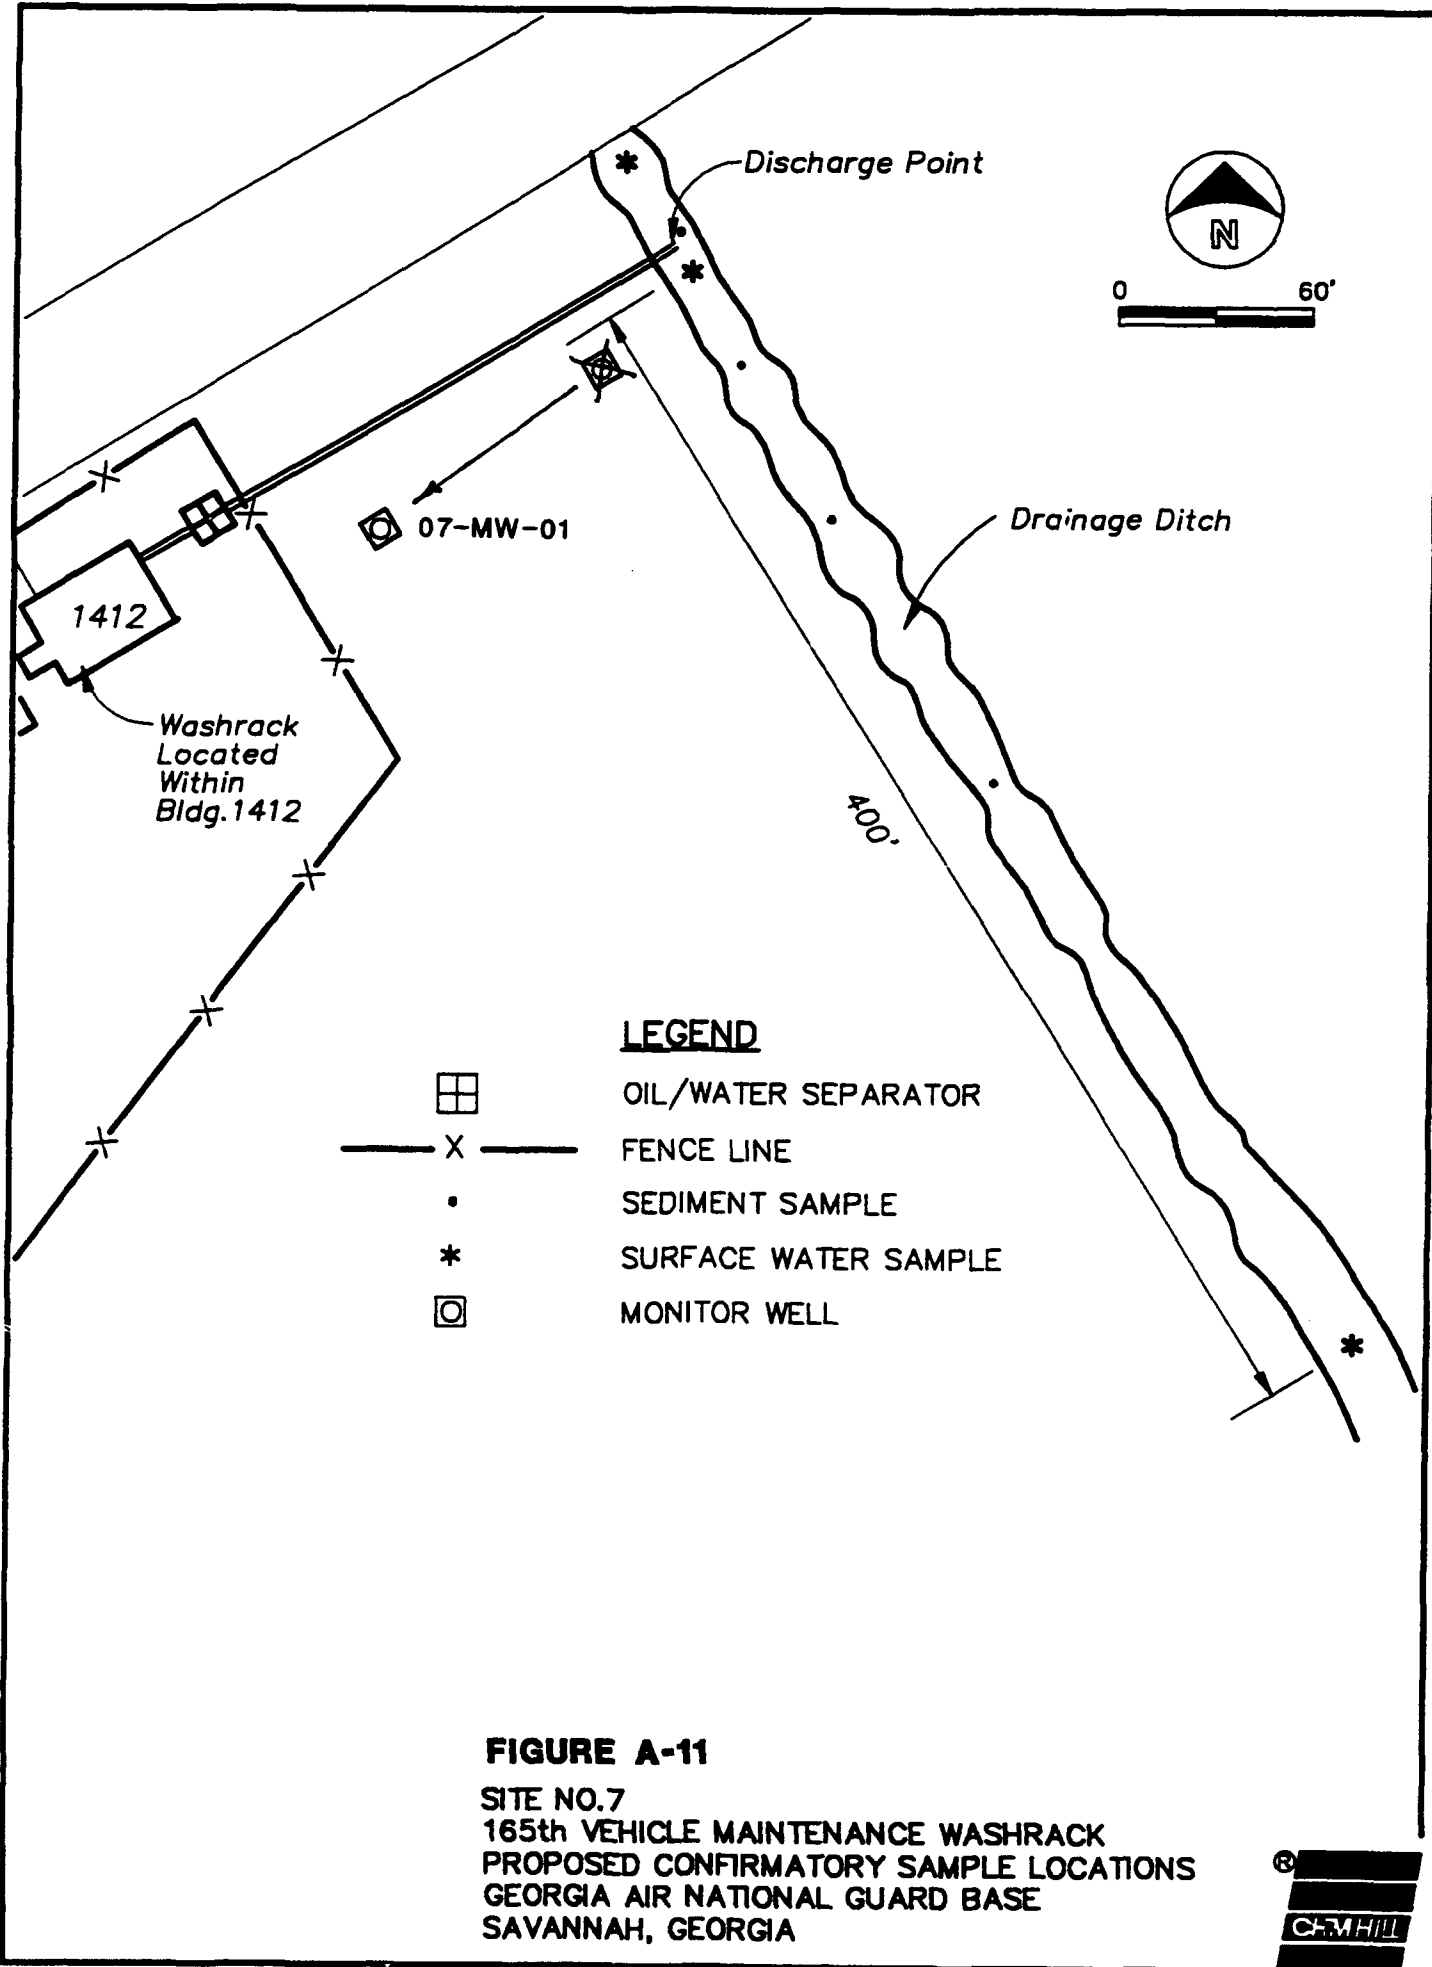 Discharge Point
N
0 60'
07-MW-01
Drainage Ditch
1412
Washrack
Located
Within
Bldg. 1412
400'
LEGEND
OIL/WATER SEPARATOR
X FENCE LINE
SEDIMENT SAMPLE
* SURFACE WATER SAMPLE
MONITOR WELL
FIGURE A-11
SITE NO. 7
165th VEHICLE MAINTENANCE WASHRACK
PROPOSED CONFIRMATORY SAMPLE LOCATIONS
GEORGIA AIR NATIONAL GUARD BASE
SAVANNAH, GEORGIA
®
CH2M HILL